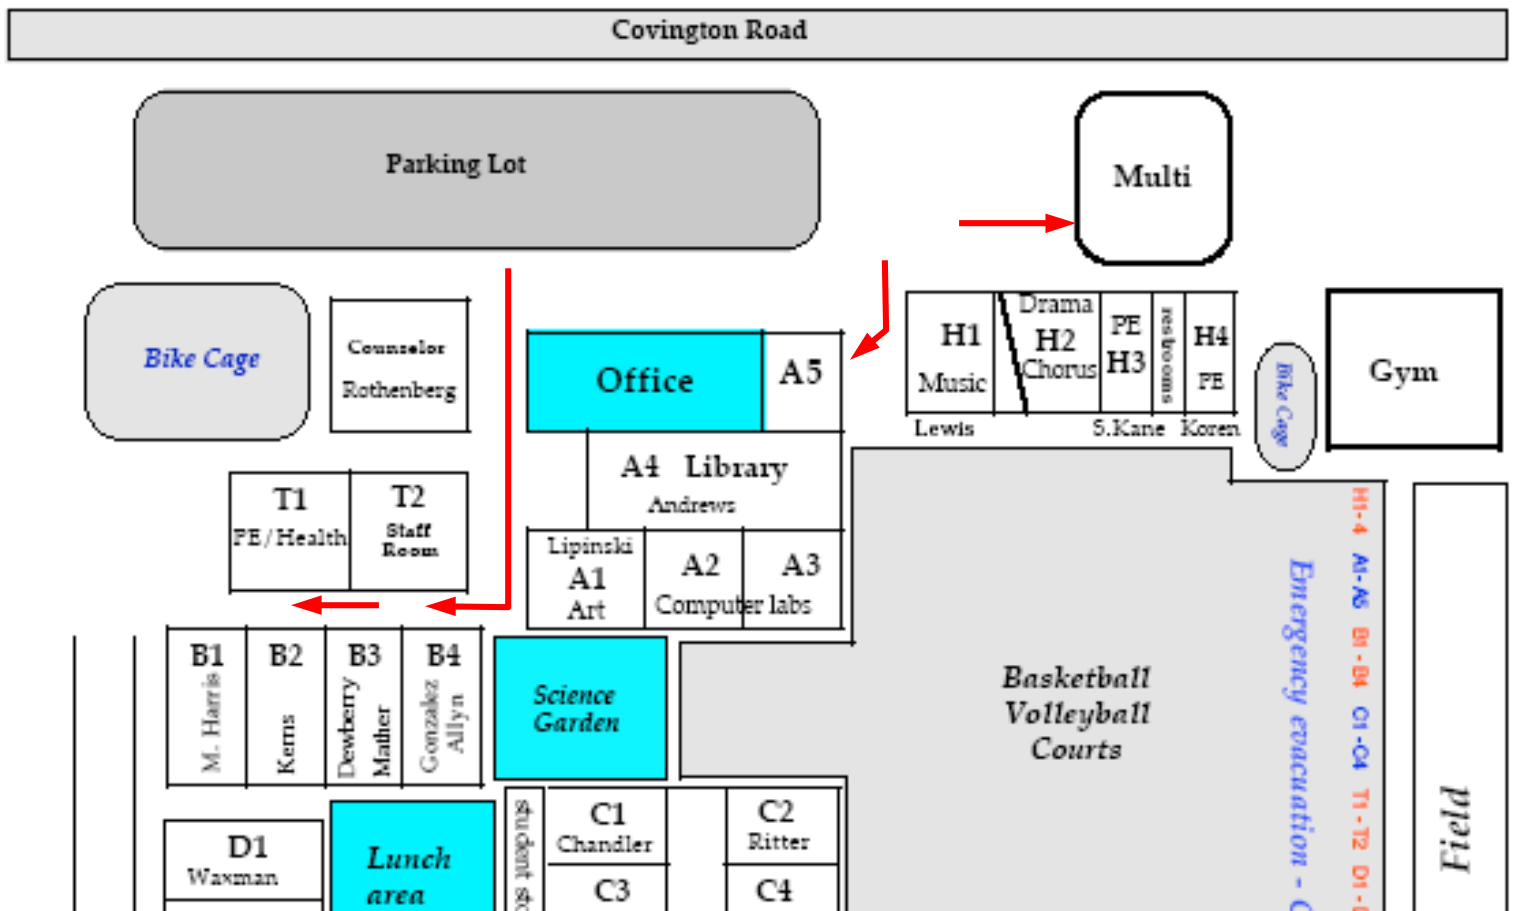 Covington Road
Parking Lot
Multi
Bike Cage
Counselor
Rothenberg
Office
A5
H1
Music
Lewis
Drama
H2
Chorus
PE
H3
S.Kane
restrooms
H4
PE
Koren
Bike Cage
Gym
T1
PE/Health
T2
Staff
Room
A4 Library
Andrews
Lipinski
A1
Art
A2
A3
Computer labs
B1
M. Harris
B2
Kerns
B3
Dewberry
Mather
B4
Gonzalez
Allyn
Science
Garden
Basketball
Volleyball
Courts
H1-4 A1-A5 B1-B4 C1-C4 T1-T2 D1-
Emergency evacuation -
Field
D1
Waxman
Lunch
area
student
C1
Chandler
C2
Ritter
C3
C4